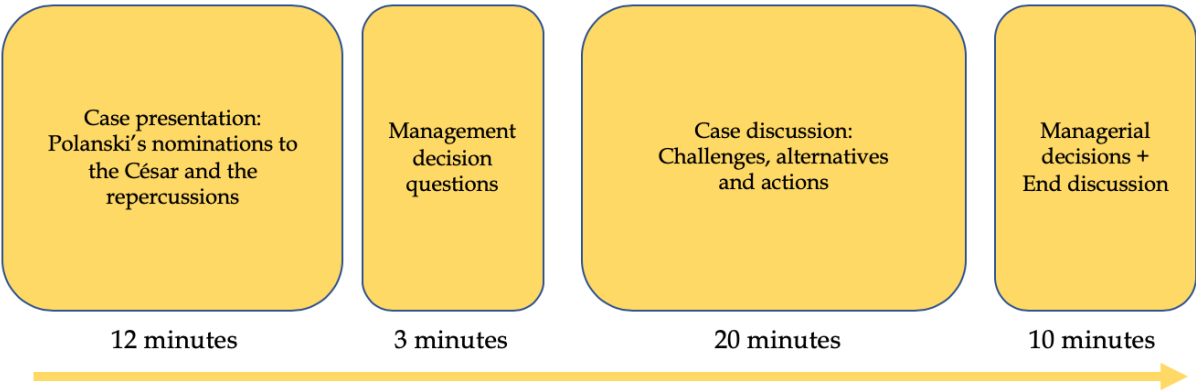 Case presentation:
Polanski’s nominations to
the César and the
repercussions
Management
decision
questions
Case discussion:
Challenges, alternatives
and actions
Managerial
decisions +
End discussion
12 minutes
3 minutes
20 minutes
10 minutes